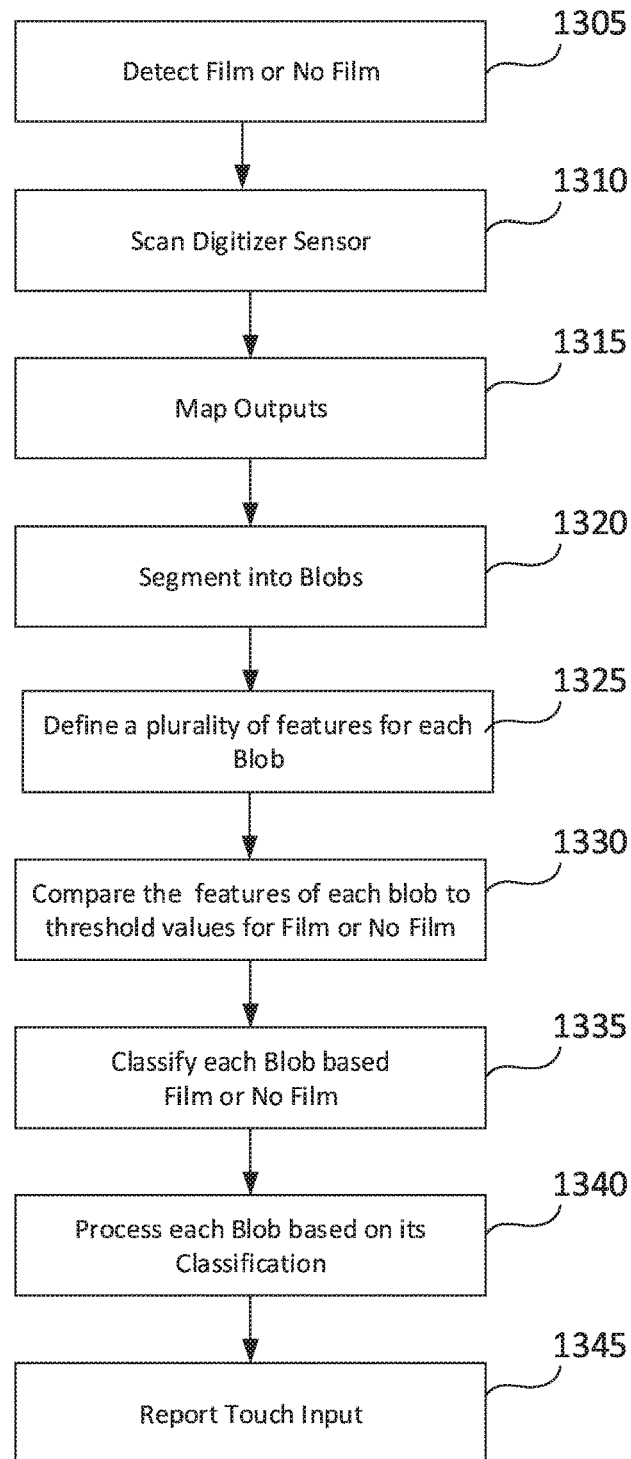 1305
Detect Film or No Film
1310
Scan Digitizer Sensor
1315
Map Outputs
1320
Segment into Blobs
1325
Define a plurality of features for each
Blob
1330
Compare the features of each blob to
threshold values for Film or No Film
1335
Classify each Blob based
Film or No Film
1340
Process each Blob based on its
Classification
1345
Report Touch Input